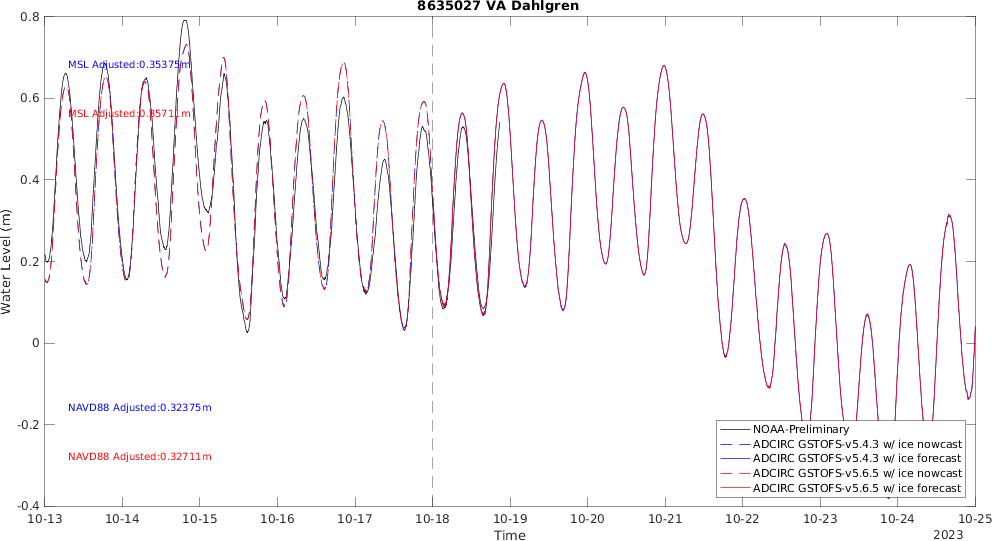 8635027 VA Dahlgren
0.8
0.6
0.4
0.2
0
-0.2
-0.4
Water Level (m)
MSL Adjusted:0.35375m
MSL Adjusted:0.35711m
NAVD88 Adjusted:0.32375m
NAVD88 Adjusted:0.32711m
NOAA-Preliminary
ADCIRC GSTOFS-v5.4.3 w/ ice nowcast
ADCIRC GSTOFS-v5.4.3 w/ ice forecast
ADCIRC GSTOFS-v5.6.5 w/ ice nowcast
ADCIRC GSTOFS-v5.6.5 w/ ice forecast
10-13 10-14 10-15 10-16 10-17 10-18 10-19 10-20 10-21 10-22 10-23 10-24 10-25
Time
2023